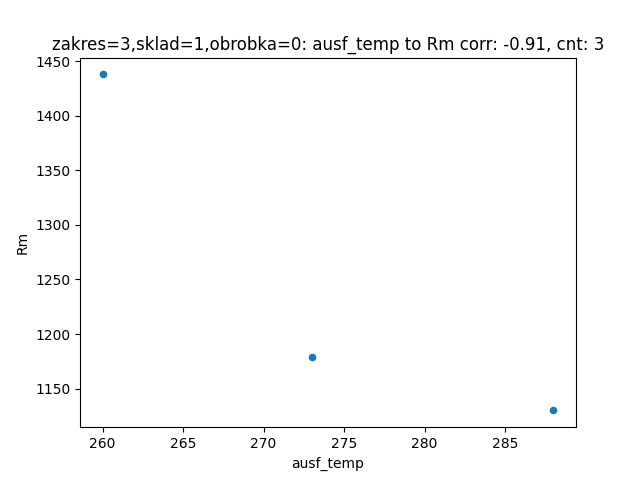 zakres=3,sklad=1,obrobka=0: ausf_temp to Rm corr: -0.91, cnt: 3
1450
1400
1350
1300
1250
1200
1150
Rm
260 265 270 275 280 285
ausf_temp